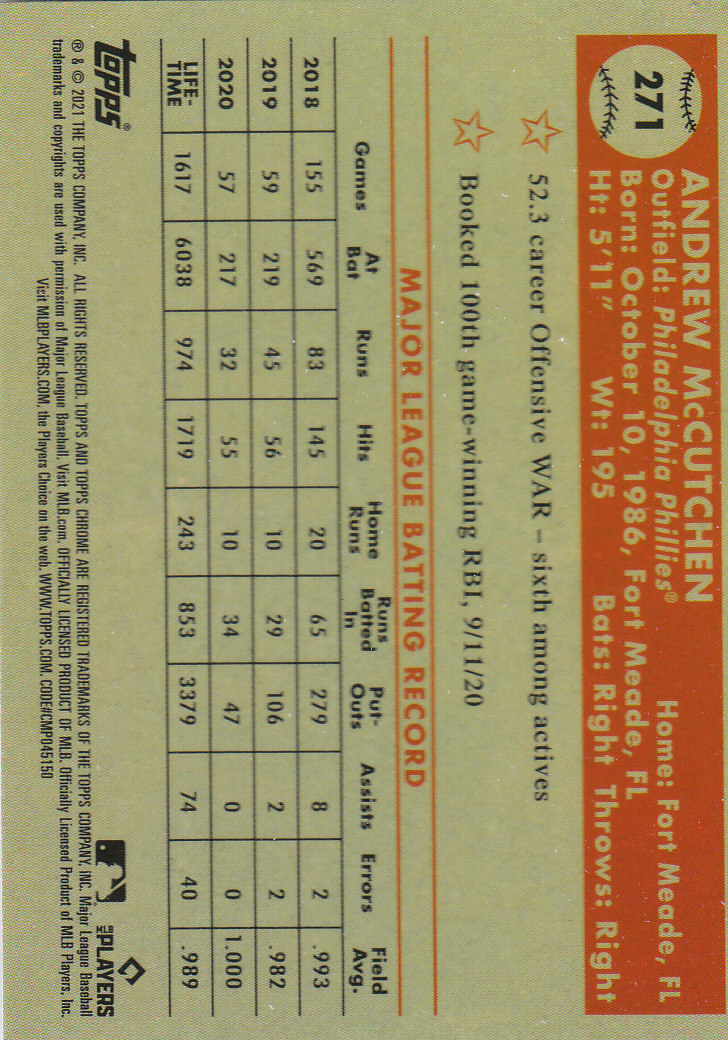 271
ANDREW McCUTCHEN
Outfield: Philadelphia Phillies® Home: Fort Meade, FL
Born: October 10, 1986, Fort Meade, FL
Ht: 5'11" Wt: 195 Bats: Right Throws: Right
52.3 career Offensive WAR – sixth among actives
Booked 100th game-winning RBI, 9/11/20
MAJOR LEAGUE BATTING RECORD
Games At Bat Runs Hits Home Runs Runs Batted In Put-Outs Assists Errors Field Avg.
2018 155 569 83 145 20 65 279 8 2 .993
2019 59 219 45 56 10 29 106 2 2 .982
2020 57 217 32 55 10 34 47 0 0 1.000
LIFE-TIME 1617 6038 974 1719 243 853 3379 74 40 .989
topps®
MLB PLAYERS
® & © 2021 THE TOPPS COMPANY, INC. ALL RIGHTS RESERVED. TOPPS AND TOPPS CHROME ARE REGISTERED TRADEMARKS OF THE TOPPS COMPANY, INC. Major League Baseball
trademarks and copyrights are used with permission of Major League Baseball. Visit MLB.com. OFFICIALLY LICENSED PRODUCT OF MLB. Officially Licensed Product of MLB Players, Inc.
Visit MLBPLAYERS.COM, the Players Choice on the web. WWW.TOPPS.COM. CODE#CMP045150